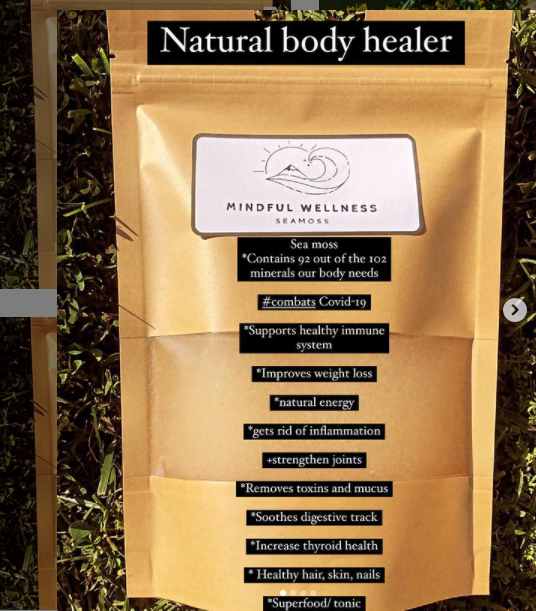 Natural body healer
MINDFUL WELLNESS
SEAMOSS
Sea moss
*Contains 92 out of the 102
minerals our body needs
#combats Covid-19
*Supports healthy immune
system
*Improves weight loss
*natural energy
*gets rid of inflammation
+strengthen joints
*Removes toxins and mucus
*Soothes digestive track
*Increase thyroid health
* Healthy hair, skin, nails
*Superfood/ tonic